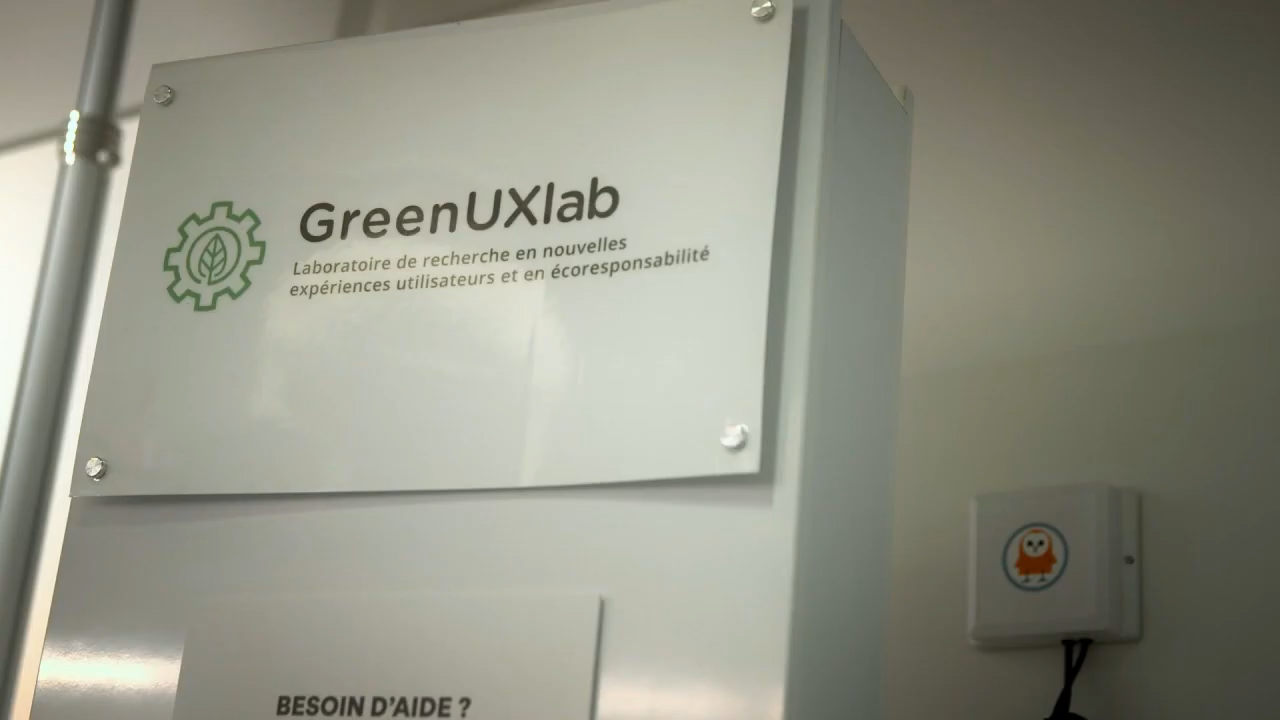 GreenUXlab
Laboratoire de recherche en nouvelles
expériences utilisateurs et en écoresponsabilité
BESOIN D'AIDE ?